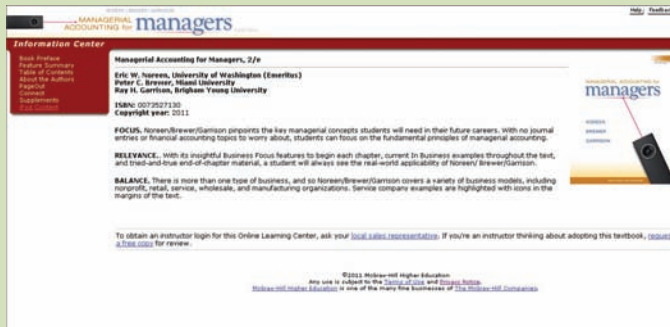 Help
Feedba
MANAGERIAL
ACCOUNTING for managers
Information Center
Book Preface
Feature Summary
Table of Contents
About the Authors
PageOut
Connect
Supplements
iPod Content
Managerial Accounting for Managers, 2/e
Eric W. Noreen, University of Washington (Emeritus)
Peter C. Brewer, Miami University
Ray H. Garrison, Brigham Young University
ISBN: 0073527130
Copyright year: 2011
FOCUS. Noreen/Brewer/Garrison pinpoints the key managerial concepts students will need in their future careers. With no journal
entries or financial accounting topics to worry about, students can focus on the fundamental principles of managerial accounting.
RELEVANCE. With its insightful Business Focus features to begin each chapter, current In Business examples throughout the text,
and tried-and-true end-of-chapter material, a student will always see the real-world applicability of Noreen/ Brewer/Garrison.
BALANCE. There is more than one type of business, and so Noreen/Brewer/Garrison covers a variety of business models, including
nonprofit, retail, service, wholesale, and manufacturing organizations. Service company examples are highlighted with icons in the
margins of the text.
MANAGERIAL ACCOUNTING for
managers
NOREEN
BREWER
GARRISON
To obtain an instructor login for this Online Learning Center, ask your local sales representative. If you're an instructor thinking about adopting this textbook, reques
a free copy for review.
©2011 McGraw-Hill Higher Education
Any use is subject to the Terms of Use and Privacy Notice.
McGraw-Hill Higher Education is one of the many fine businesses of The McGraw-Hill Companies.